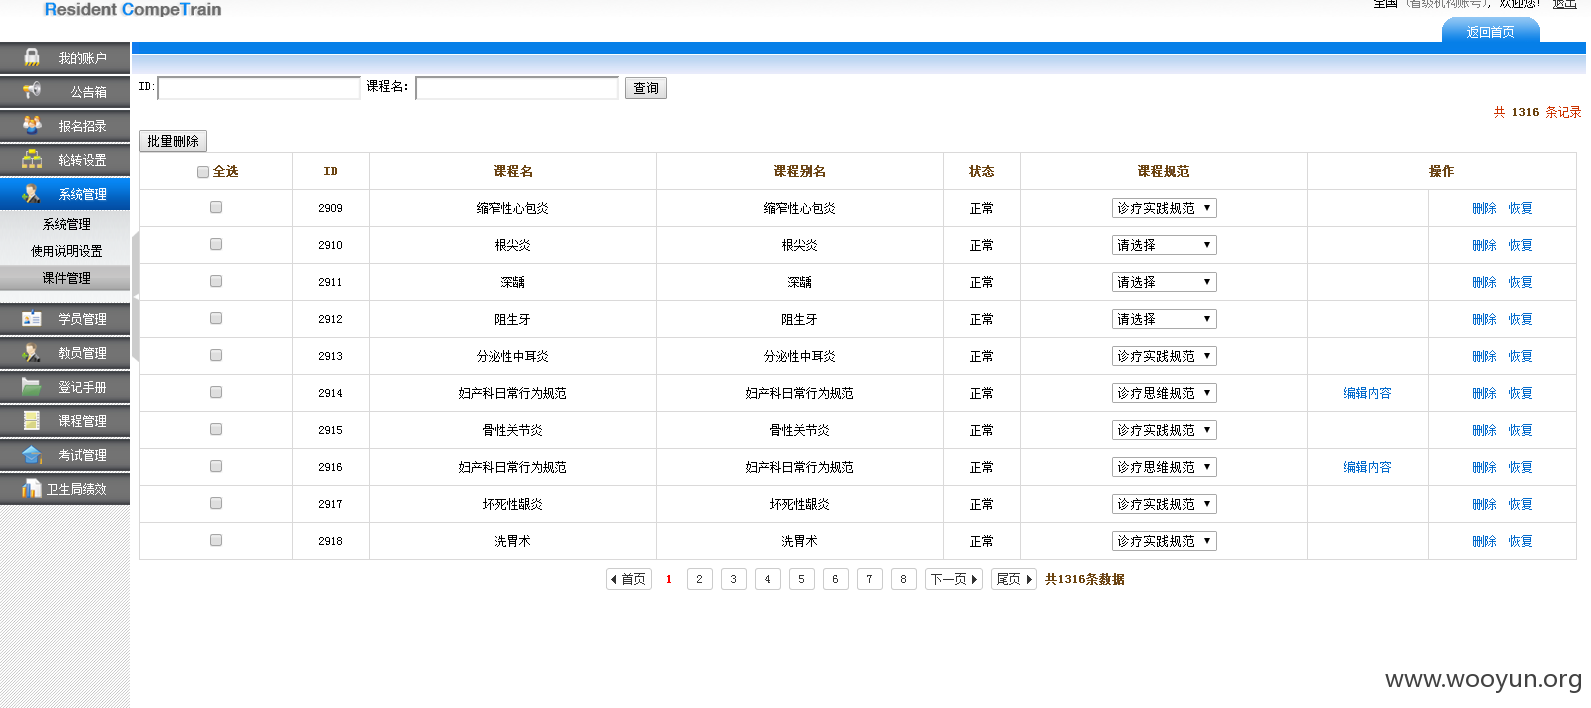 Resident CompeTrain
全国 (省级机构账号), 欢迎您! 退出
返回首页
我的账户
公告箱
报名招录
轮转设置
系统管理
系统管理
使用说明设置
课件管理
学员管理
教员管理
登记手册
课程管理
考试管理
卫生局绩效
ID: 课程名: 查询
共 1316 条记录
批量删除
全选 ID 课程名 课程别名 状态 课程规范 操作
2909 缩窄性心包炎 缩窄性心包炎 正常 诊疗实践规范 删除 恢复
2910 根尖炎 根尖炎 正常 请选择 删除 恢复
2911 深龋 深龋 正常 请选择 删除 恢复
2912 阻生牙 阻生牙 正常 请选择 删除 恢复
2913 分泌性中耳炎 分泌性中耳炎 正常 诊疗实践规范 删除 恢复
2914 妇产科日常行为规范 妇产科日常行为规范 正常 诊疗思维规范 编辑内容 删除 恢复
2915 骨性关节炎 骨性关节炎 正常 诊疗实践规范 删除 恢复
2916 妇产科日常行为规范 妇产科日常行为规范 正常 诊疗思维规范 编辑内容 删除 恢复
2917 坏死性龈炎 坏死性龈炎 正常 诊疗实践规范 删除 恢复
2918 洗胃术 洗胃术 正常 诊疗实践规范 删除 恢复
首页 1 2 3 4 5 6 7 8 下一页 尾页 共1316条数据
www.wooyun.org